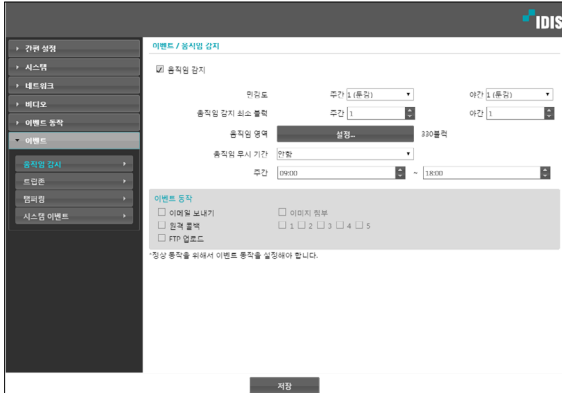 IDIS
간편 설정
시스템
네트워크
비디오
이벤트 동작
이벤트
움직임 감지
트립존
탬퍼링
시스템 이벤트
이벤트 / 움직임 감지
움직임 감지
민감도 주간 1 (둔감) 야간 1 (둔감)
움직임 감지 최소 블럭 주간 1 야간 1
움직임 영역 설정... 330블럭
움직임 무시 기간 안함
주간 09:00 ~ 18:00
이벤트 동작
이메일 보내기 이미지 첨부
원격 콜백 1 2 3 4 5
FTP 업로드
*정상 동작을 위해서 이벤트 동작을 설정해야 합니다.
저장